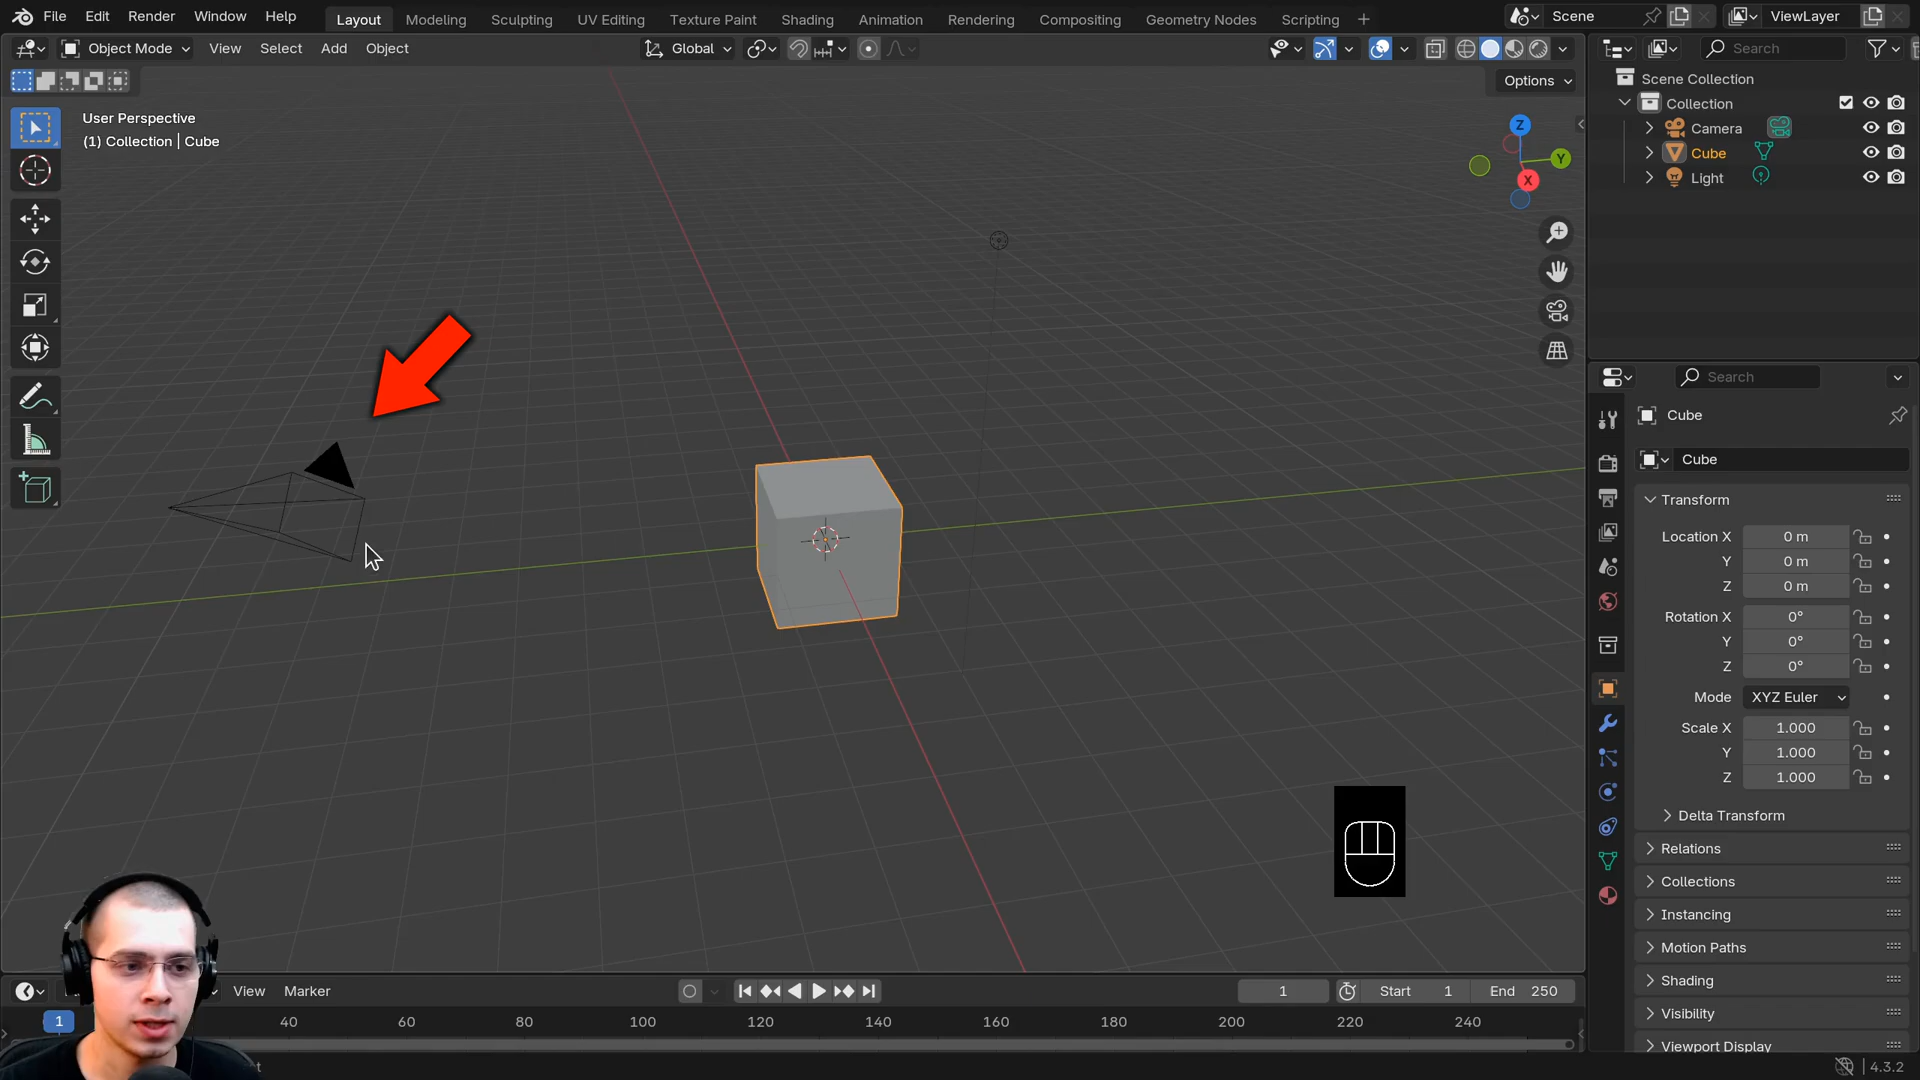 File Edit Render Window Help Layout Modeling Sculpting UV Editing Texture Paint Shading Animation Rendering Compositing Geometry Nodes Scripting Scene ViewLayer
Object Mode View Select Add Object Global Search
Options
User Perspective
(1) Collection | Cube
Z
Y
X
Scene Collection
Collection
Camera
Cube
Light
Search
Cube
Cube
Transform
Location X 0 m
Y 0 m
Z 0 m
Rotation X 0°
Y 0°
Z 0°
Mode XYZ Euler
Scale X 1.000
Y 1.000
Z 1.000
Delta Transform
Relations
Collections
Instancing
Motion Paths
Shading
Visibility
Viewport Display
View Marker 1 Start 1 End 250
1 40 60 80 100 120 140 160 180 200 220 240
4.3.2